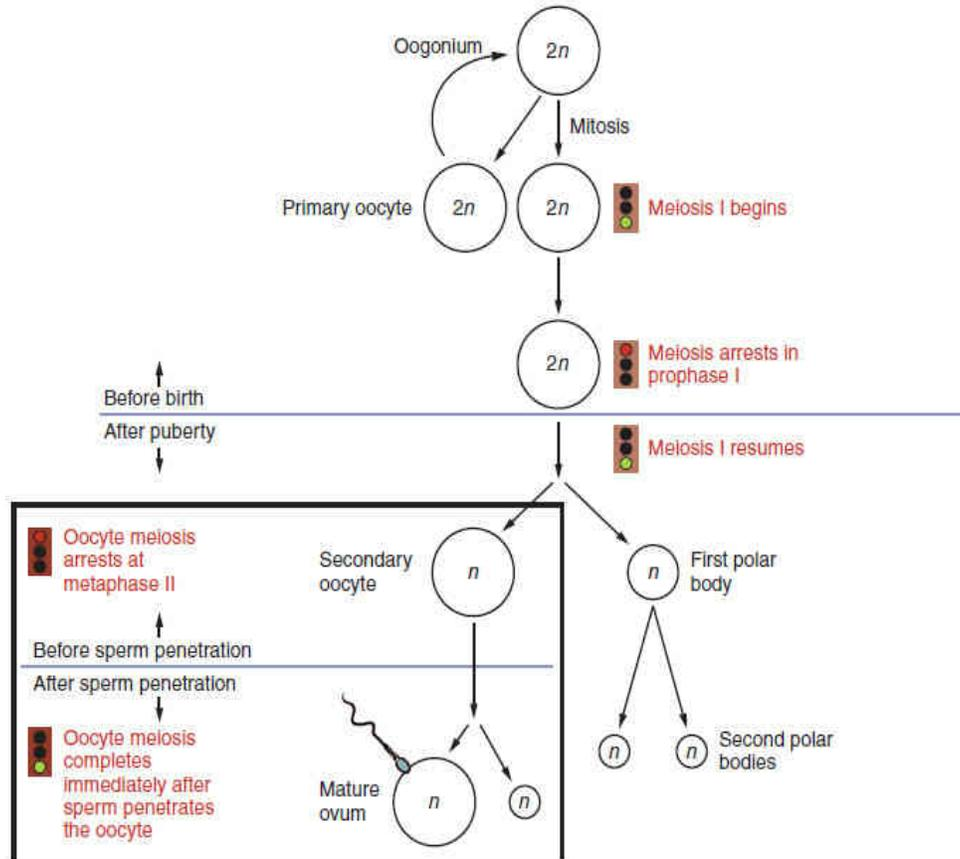 Oogonium
2n
Mitosis
Primary oocyte
2n
2n
Meiosis I begins
2n
Meiosis arrests in
prophase I
Before birth
After puberty
Meiosis I resumes
Oocyte meiosis
arrests at
metaphase II
Secondary
oocyte
n
n
First polar
body
Before sperm penetration
After sperm penetration
Oocyte meiosis
completes
immediately after
sperm penetrates
the oocyte
Mature
ovum
n
n
n
n
Second polar
bodies